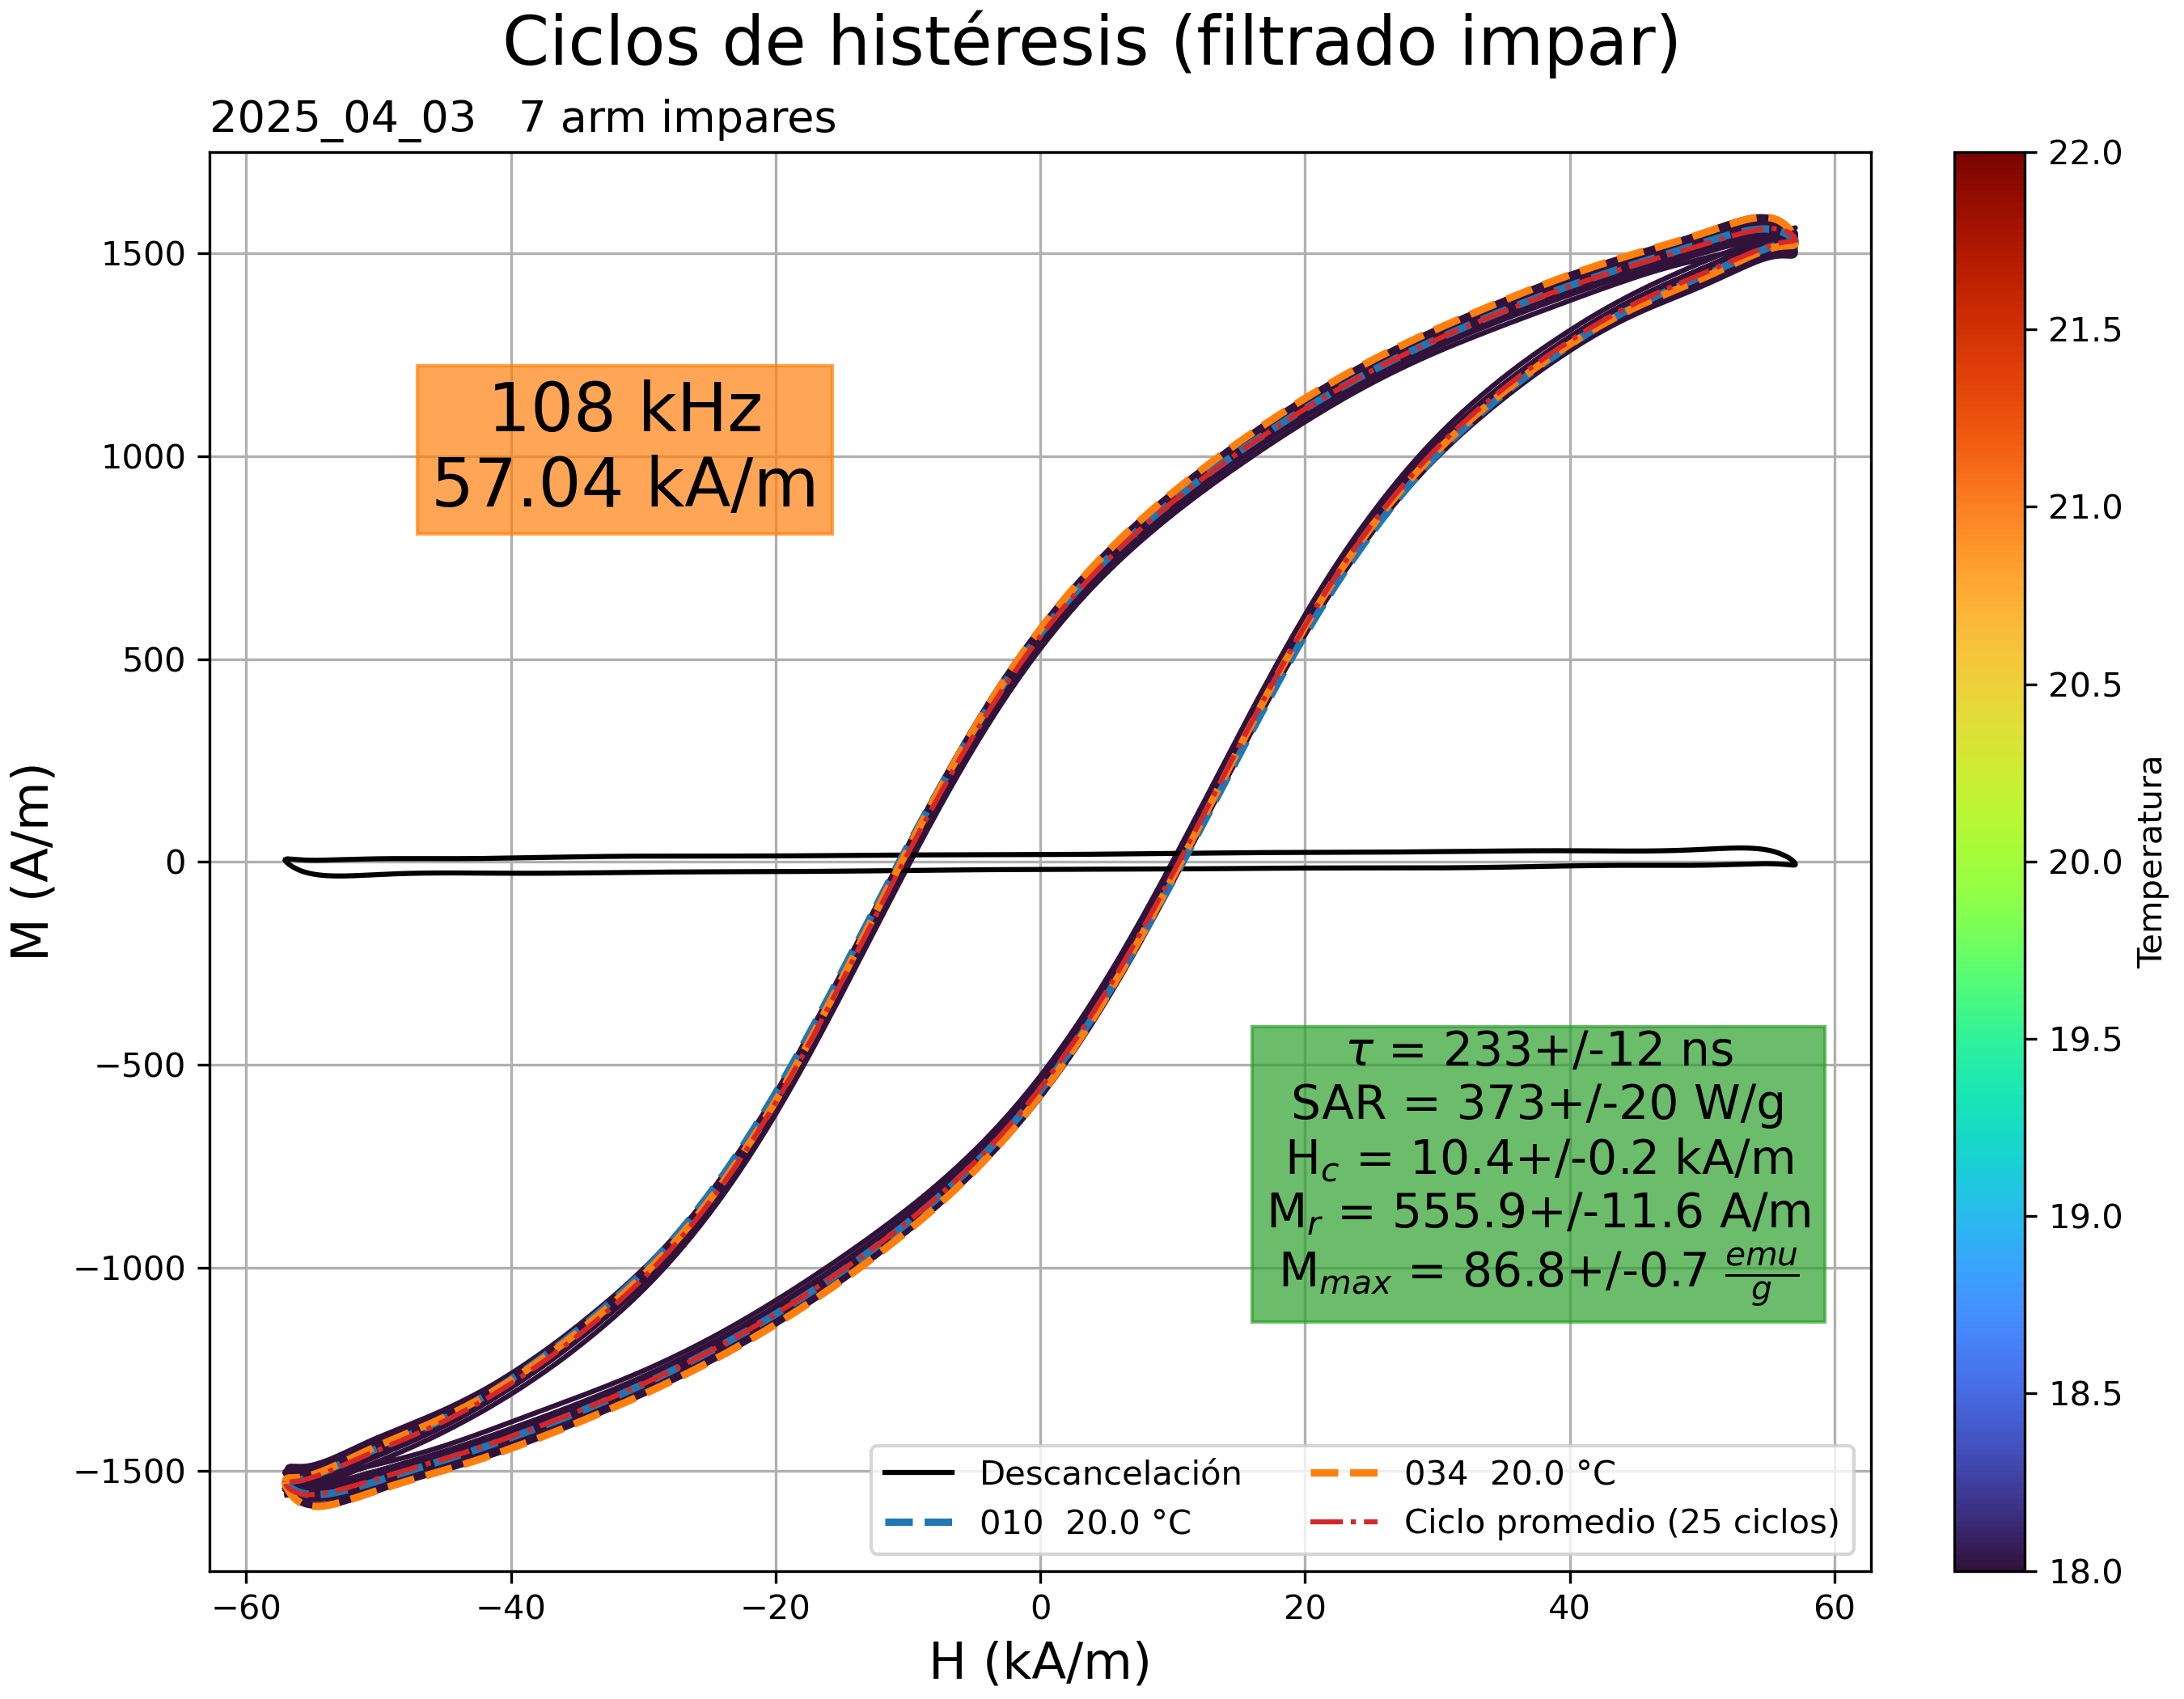 Ciclos de histéresis (filtrado impar)
2025_04_03   7 arm impares
108 kHz
57.04 kA/m
τ = 233+/-12 ns
SAR = 373+/-20 W/g
H_c = 10.4+/-0.2 kA/m
M_r = 555.9+/-11.6 A/m
M_max = 86.8+/-0.7 emu/g
Descancelación
010  20.0 °C
034  20.0 °C
Ciclo promedio (25 ciclos)
M (A/m)
1500
1000
500
0
−500
−1000
−1500
−60
−40
−20
0
20
40
60
H (kA/m)
22.0
21.5
21.0
20.5
20.0
19.5
19.0
18.5
18.0
Temperatura